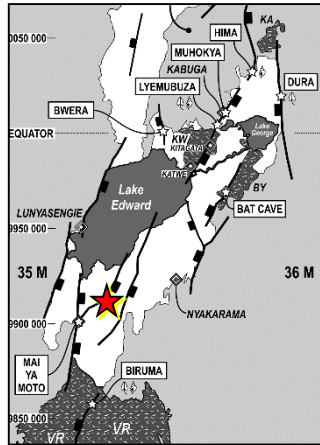 0050 000
HIMA
KA
MUHOKYA
KABUGA
LYEMUBUZA
DURA
BWERA
EQUATOR
KW
KITAGATA
Lake
George
KATWE
Lake
Edward
BY
LUNYASENGIE
BAT CAVE
9950 000
35 M
36 M
NYAKARAMA
9900 000
MAI
YA
MOTO
BIRUMA
9850 000
VR
VR